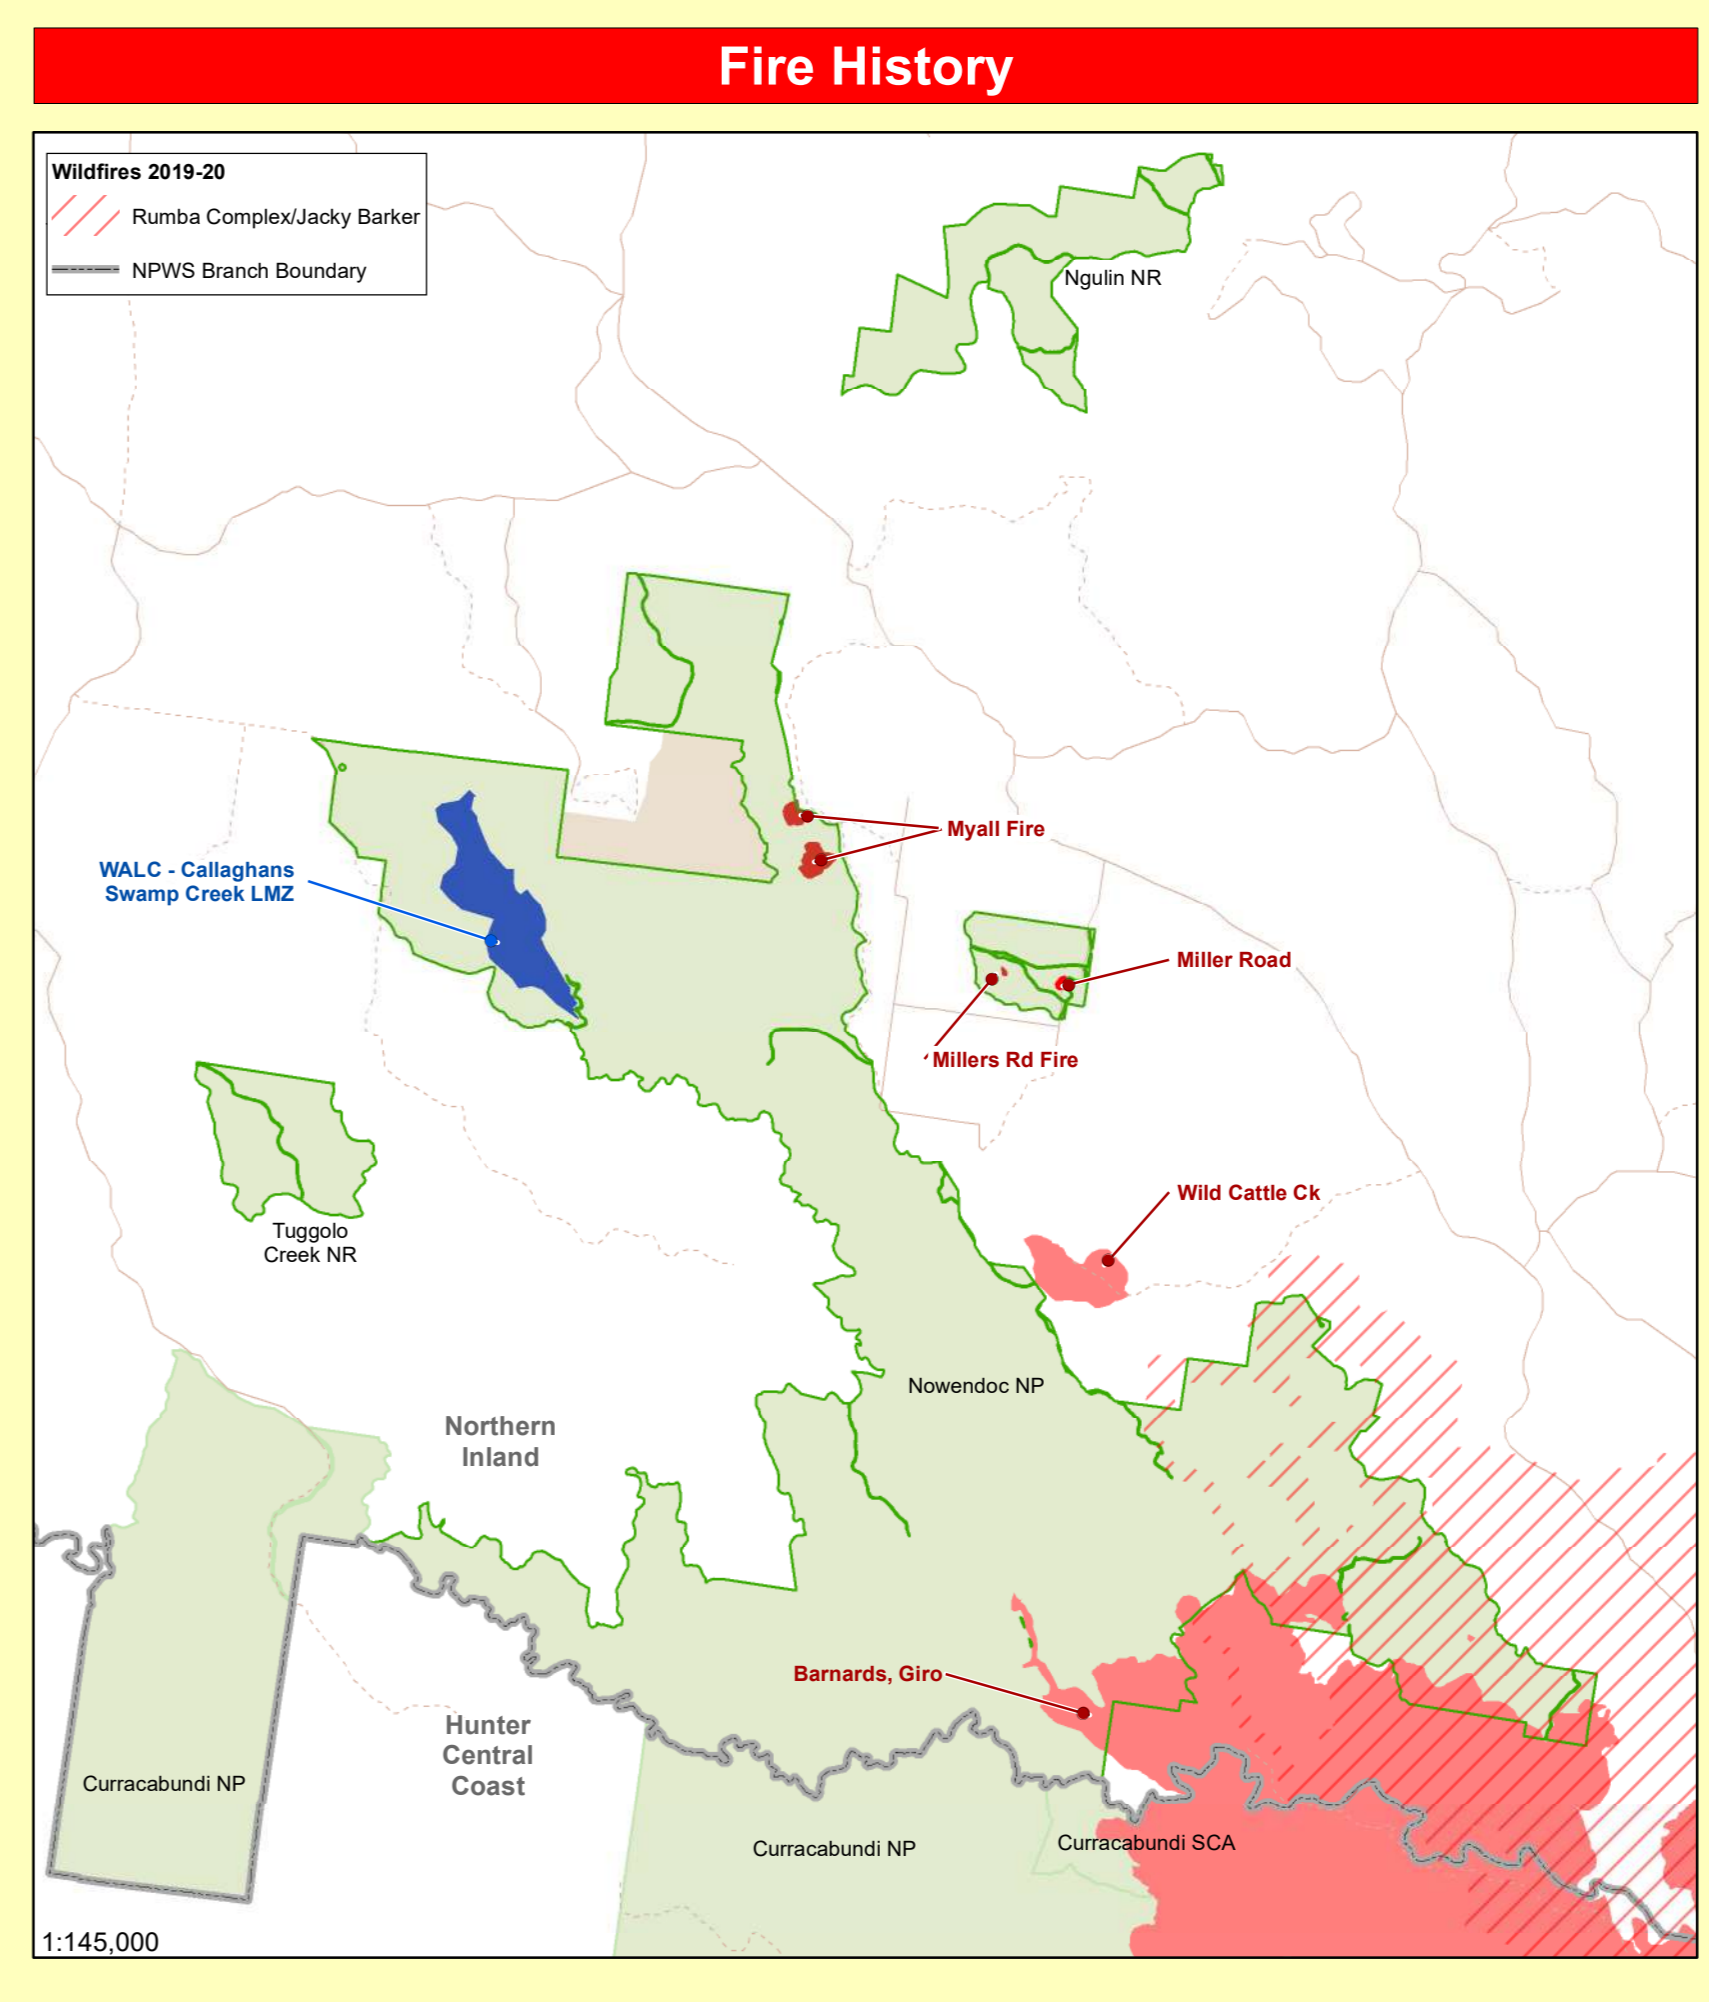 Fire History
Wildfires 2019-20
Rumba Complex/Jacky Barker
NPWS Branch Boundary
Ngulin NR
Myall Fire
WALC - Callaghans
Swamp Creek LMZ
Miller Road
Millers Rd Fire
Wild Cattle Ck
Tuggolo
Creek NR
Nowendoc NP
Northern
Inland
Barnards, Giro
Hunter
Central
Coast
Curracabundi NP
Curracabundi NP
Curracabundi SCA
1:145,000